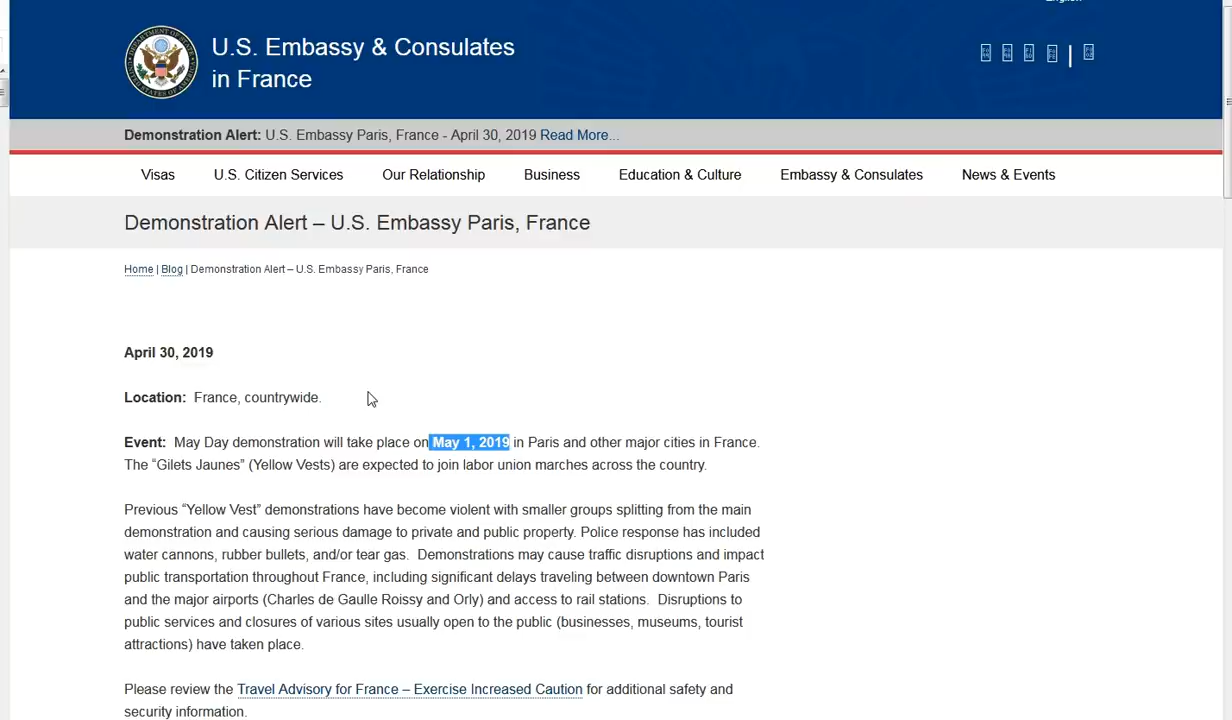 U.S. Embassy & Consulates
in France
Demonstration Alert: U.S. Embassy Paris, France - April 30, 2019 Read More...
Visas U.S. Citizen Services Our Relationship Business Education & Culture Embassy & Consulates News & Events
Demonstration Alert – U.S. Embassy Paris, France
Home | Blog | Demonstration Alert – U.S. Embassy Paris, France
April 30, 2019
Location: France, countrywide.
Event: May Day demonstration will take place on May 1, 2019 in Paris and other major cities in France.
The “Gilets Jaunes” (Yellow Vests) are expected to join labor union marches across the country.
Previous “Yellow Vest” demonstrations have become violent with smaller groups splitting from the main
demonstration and causing serious damage to private and public property. Police response has included
water cannons, rubber bullets, and/or tear gas. Demonstrations may cause traffic disruptions and impact
public transportation throughout France, including significant delays traveling between downtown Paris
and the major airports (Charles de Gaulle Roissy and Orly) and access to rail stations. Disruptions to
public services and closures of various sites usually open to the public (businesses, museums, tourist
attractions) have taken place.
Please review the Travel Advisory for France – Exercise Increased Caution for additional safety and
security information.